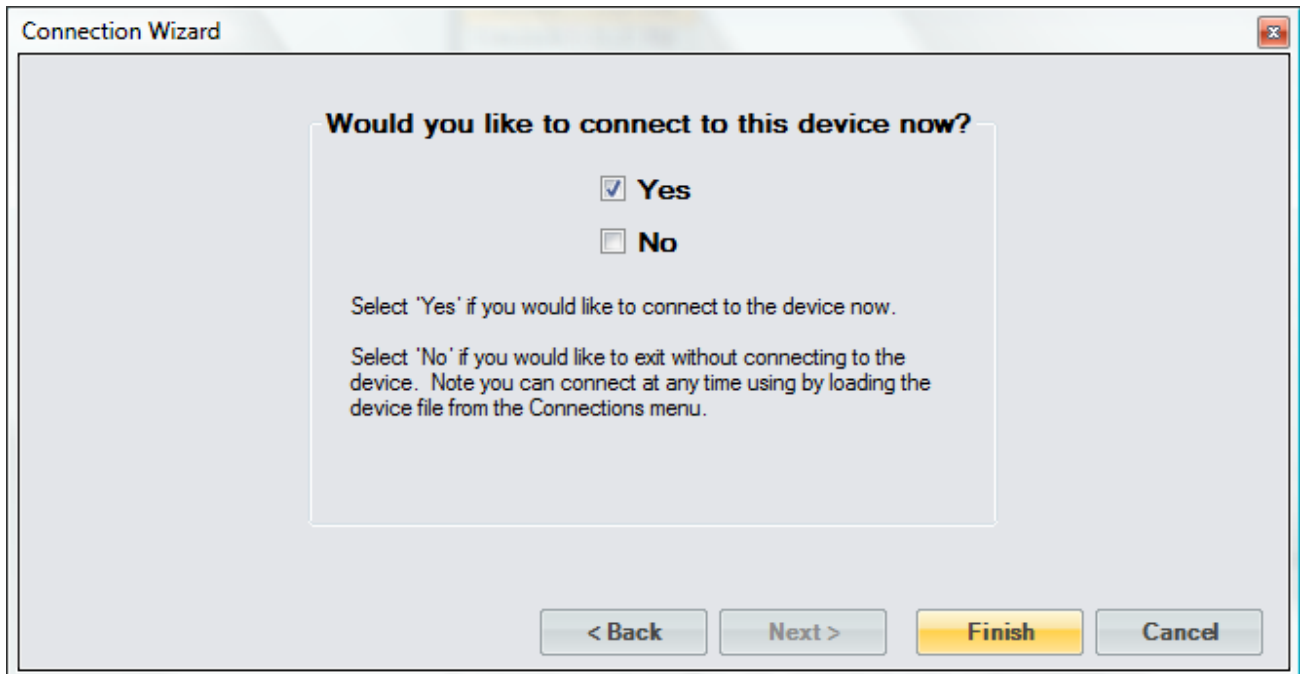 Connection Wizard
Would you like to connect to this device now?
Yes
No
Select 'Yes' if you would like to connect to the device now.
Select 'No' if you would like to exit without connecting to the
device.  Note you can connect at any time using by loading the
device file from the Connections menu.
< Back
Next >
Finish
Cancel